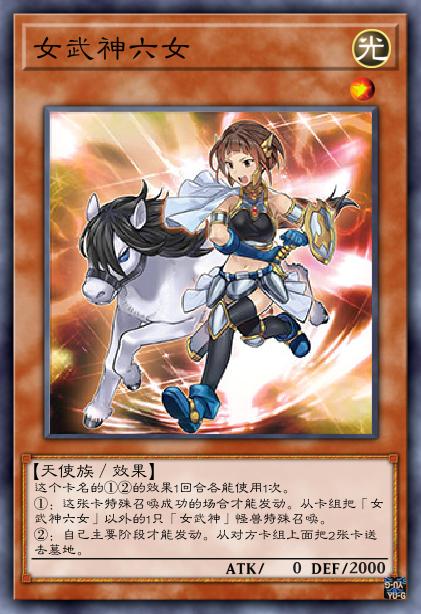 女武神六女
光
【天使族／效果】
这个卡名的①②的效果1回合各能使用1次。
①：这张卡特殊召唤成功的场合才能发动。从卡组把「女
武神六女」以外的1只「女武神」怪兽特殊召唤。
②：自己主要阶段才能发动。从对方卡组上面把2张卡送
去墓地。
ATK/ 0 DEF/2000